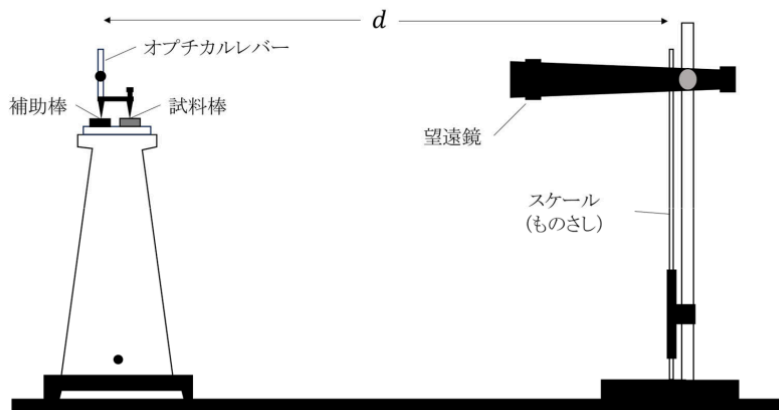 d
オプチカルレバー
補助棒
試料棒
望遠鏡
スケール
(ものさし)